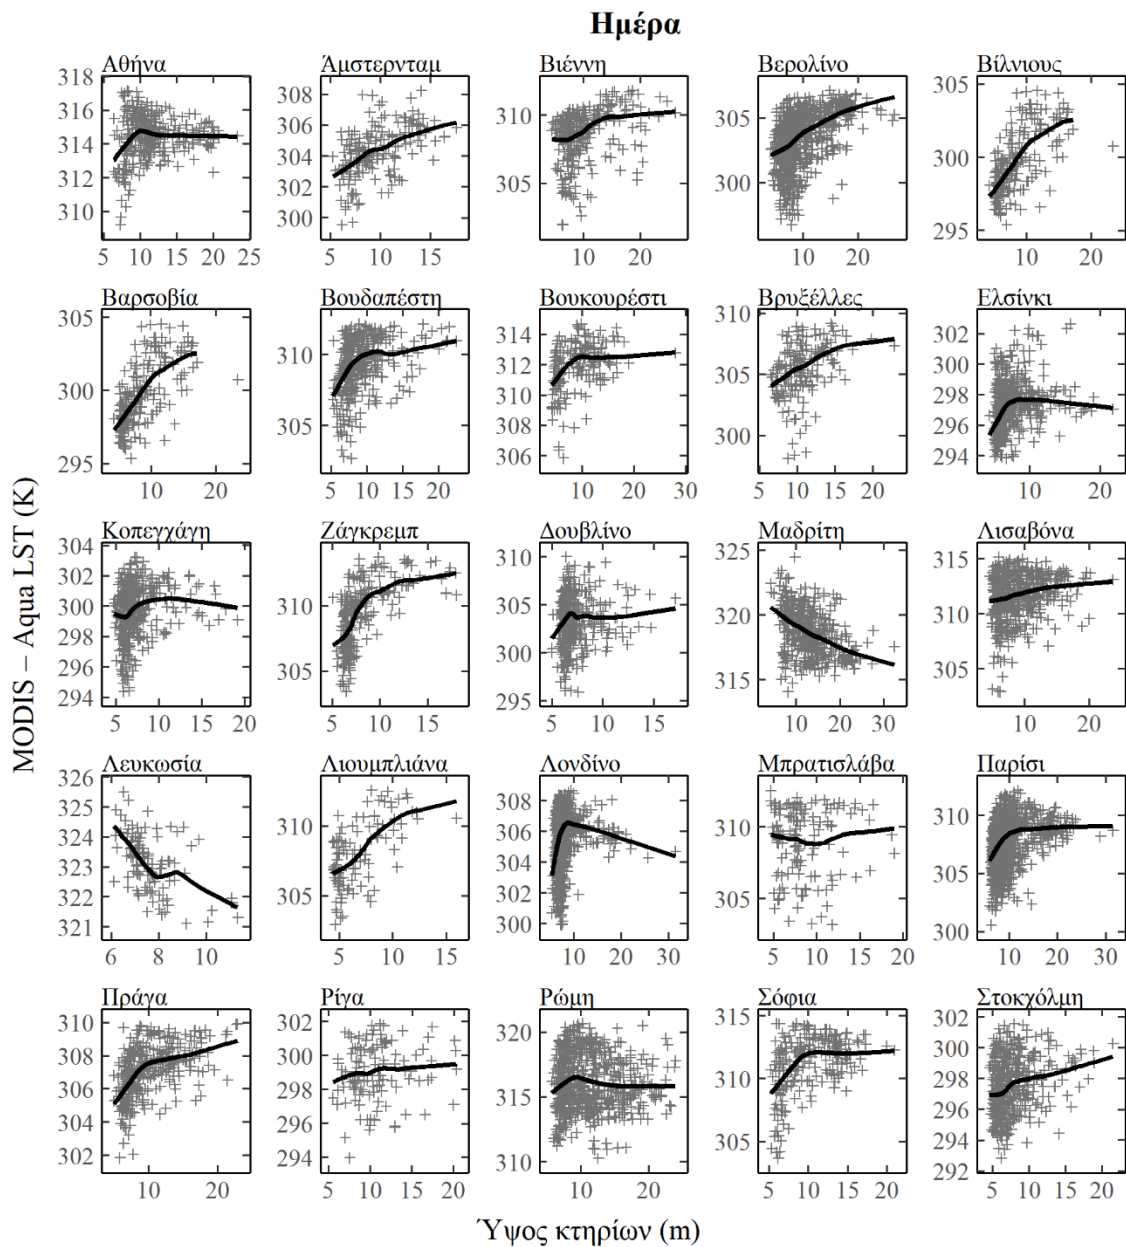 Ημέρα
Αθήνα Άμστερνταμ Βιέννη Βερολίνο Βίλνιους
318 316 314 312 310
308 306 304 302 300
310 305
305 300
305 300 295
5 10 15 20 25
5 10 15
10 20
10 20
10 20
Βαρσοβία Βουδαπέστη Βουκουρέστι Βρυξέλλες Ελσίνκι
305 300 295
310 305
314 312 310 308 306
310 305 300
302 300 298 296 294
10 20
10 15 20
10 20 30
5 10 15 20
10 20
MODIS – Aqua LST (K)
Κοπεγχάγη Ζάγκρεμπ Δουβλίνο Μαδρίτη Λισαβόνα
304 302 300 298 296 294
310 305
310 305 300 295
325 320 315
315 310 305
5 10 15 20
5 10 15
5 10 15
10 20 30
5 10 15 20
Λευκωσία Λιουμπλιάνα Λονδίνο Μπρατισλάβα Παρίσι
326 325 324 323 322 321
310 305
308 306 304 302 300
310 305
310 305 300
6 8 10
5 10 15
10 20 30
5 10 15 20
10 20 30
Πράγα Ρίγα Ρώμη Σόφια Στοκχόλμη
310 308 306 304 302
302 300 298 296 294
320 315 310
315 310 305
302 300 298 296 294 292
10 20
5 10 15 20
5 10 15 20 25
5 10 15 20
5 10 15 20
Ύψος κτηρίων (m)